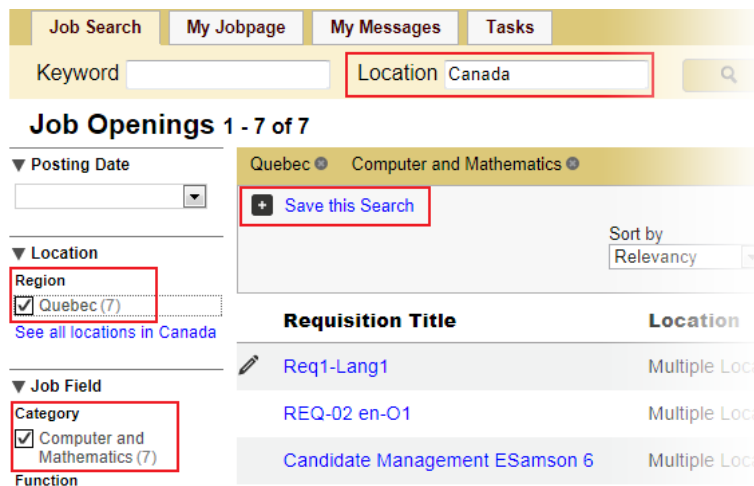 Job Search My Jobpage My Messages Tasks
Keyword Location Canada
Job Openings 1 - 7 of 7
Posting Date
Quebec Computer and Mathematics
Save this Search
Sort by
Relevancy
Location
Region
Quebec (7)
See all locations in Canada
Requisition Title Location
Req1-Lang1 Multiple
Job Field
Category
REQ-02 en-O1 Multiple
Computer and
Mathematics (7)
Candidate Management ESamson 6 Multiple
Function